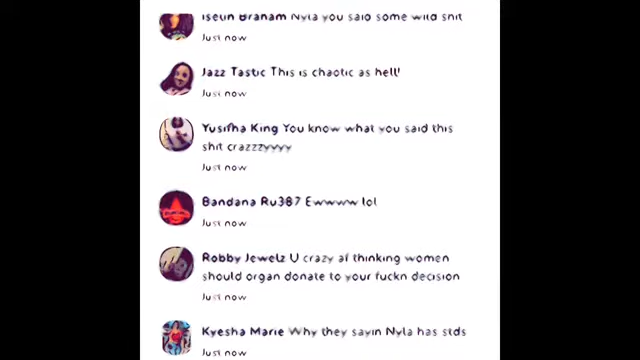 Iselin Branam Nyla you said some wild shit
Just now
Jazz Tastic This is chaotic as hell!
Just now
Yusifha King You know what you said this
shit crazzzyyyy
Just now
Bandana Ru387 Ewwww lol
Just now
Robby Jewelz U crazy af thinking women
should organ donate to your fuckn decision
Just now
Kyesha Marie Why they sayin Nyla has stds
Just now